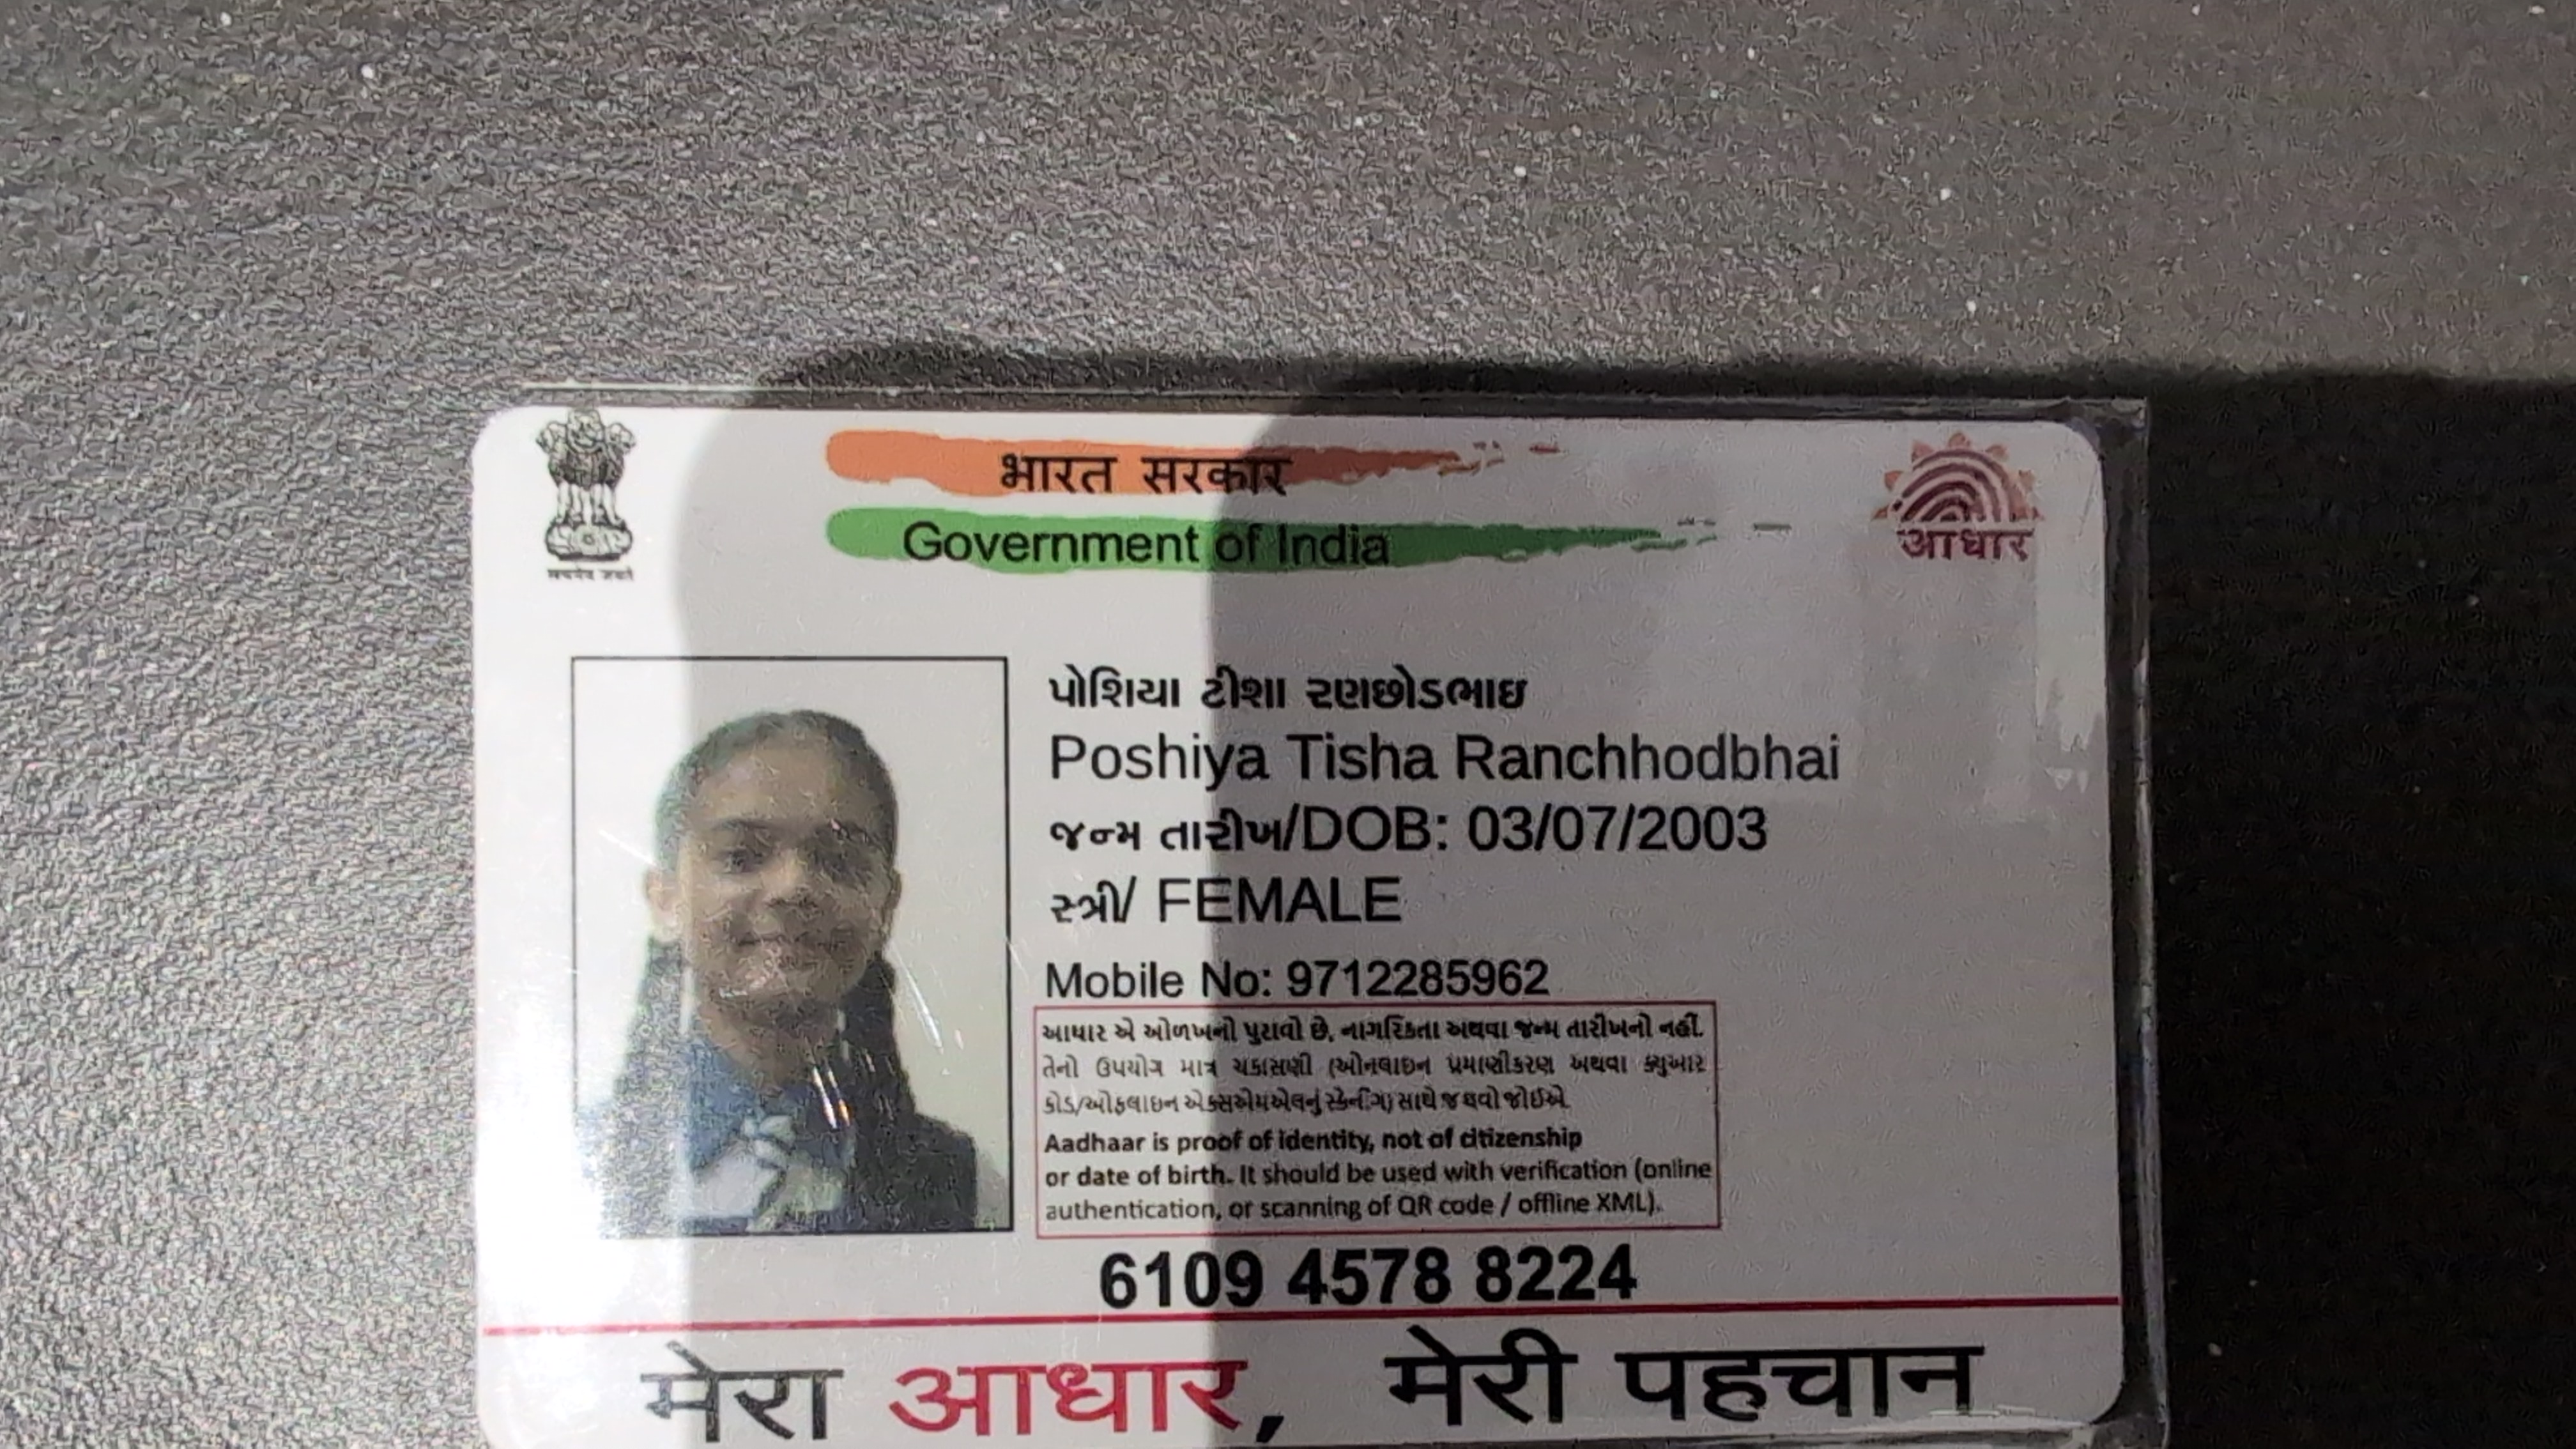 भारत सरकार
Government of India
आधार
सत्यमेव जयते
પોશિયા ટીશા રણછોડભાઇ
Poshiya Tisha Ranchhodbhai
જન્મ તારીખ/DOB: 03/07/2003
સ્ત્રી/ FEMALE
Mobile No: 9712285962
આધાર એ ઓળખનો પુરાવો છે, નાગરિકતા અથવા જન્મ તારીખનો નહીં.
તેનો ઉપયોગ માત્ર ચકાસણી (ઓનલાઇન પ્રમાણીકરણ અથવા ક્યુઆર
કોડ/ઓફલાઇન એક્સએમએલનું સ્કેનીંગ) સાથે જ થવો જોઈએ.
Aadhaar is proof of identity, not of citizenship
or date of birth. It should be used with verification (online
authentication, or scanning of QR code / offline XML).
6109 4578 8224
मेरा आधार, मेरी पहचान